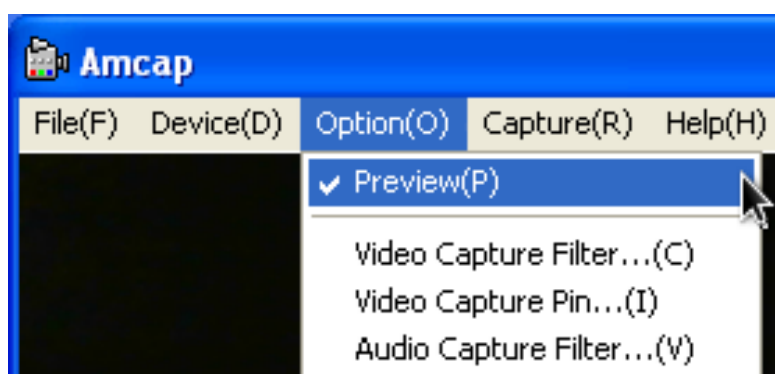 Amcap
File(F) Device(D) Option(O) Capture(R) Help(H)
Preview(P)
Video Capture Filter...(C)
Video Capture Pin...(I)
Audio Capture Filter...(V)